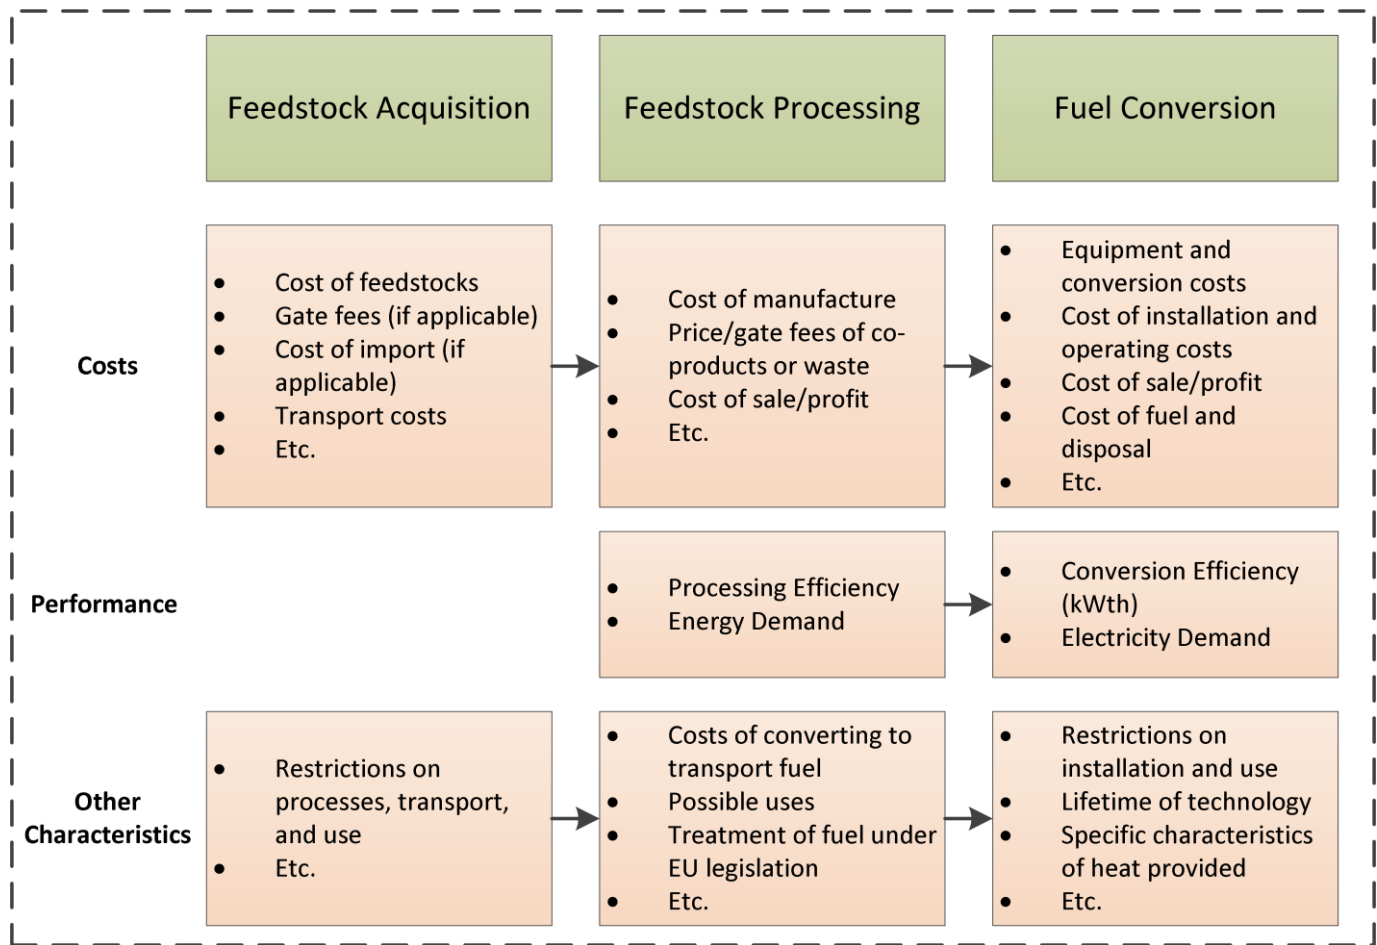 Feedstock Acquisition
Feedstock Processing
Fuel Conversion
Costs
• Cost of feedstocks
• Gate fees (if applicable)
• Cost of import (if
applicable)
• Transport costs
• Etc.
• Cost of manufacture
• Price/gate fees of co-
products or waste
• Cost of sale/profit
• Etc.
• Equipment and
conversion costs
• Cost of installation and
operating costs
• Cost of sale/profit
• Cost of fuel and
disposal
• Etc.
Performance
• Processing Efficiency
• Energy Demand
• Conversion Efficiency
(kWth)
• Electricity Demand
Other
Characteristics
• Restrictions on
processes, transport,
and use
• Etc.
• Costs of converting to
transport fuel
• Possible uses
• Treatment of fuel under
EU legislation
• Etc.
• Restrictions on
installation and use
• Lifetime of technology
• Specific characteristics
of heat provided
• Etc.